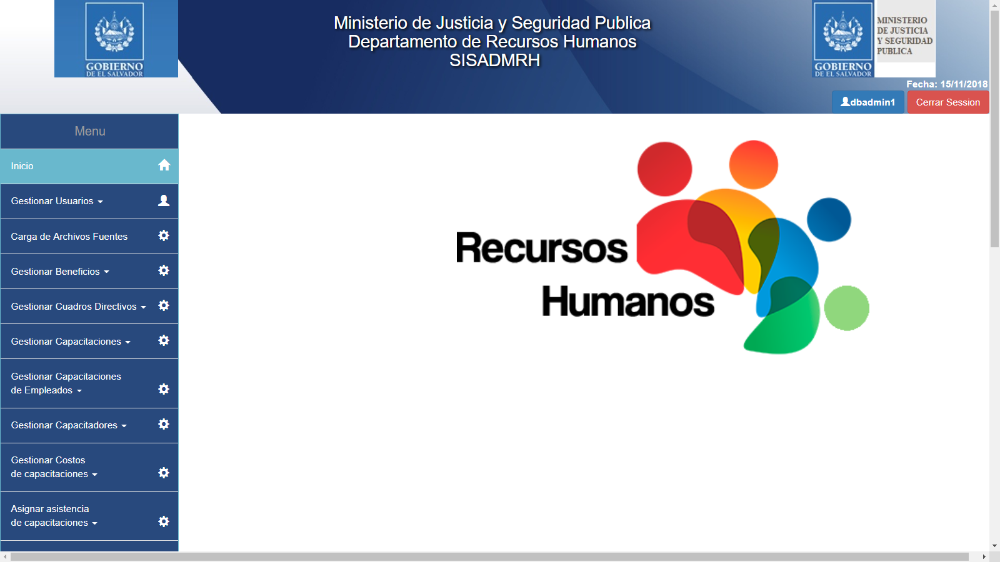 GOBIERNO
DE EL SALVADOR
Ministerio de Justicia y Seguridad Publica
Departamento de Recursos Humanos
SISADMRH
GOBIERNO
DE EL SALVADOR
MINISTERIO
DE JUSTICIA
Y SEGURIDAD
PUBLICA
Fecha: 15/11/2018
dbadmin1
Cerrar Session
Menu
Inicio
Gestionar Usuarios
Carga de Archivos Fuentes
Gestionar Beneficios
Gestionar Cuadros Directivos
Gestionar Capacitaciones
Gestionar Capacitaciones
de Empleados
Gestionar Capacitadores
Gestionar Costos
de capacitaciones
Asignar asistencia
de capacitaciones
Recursos
Humanos